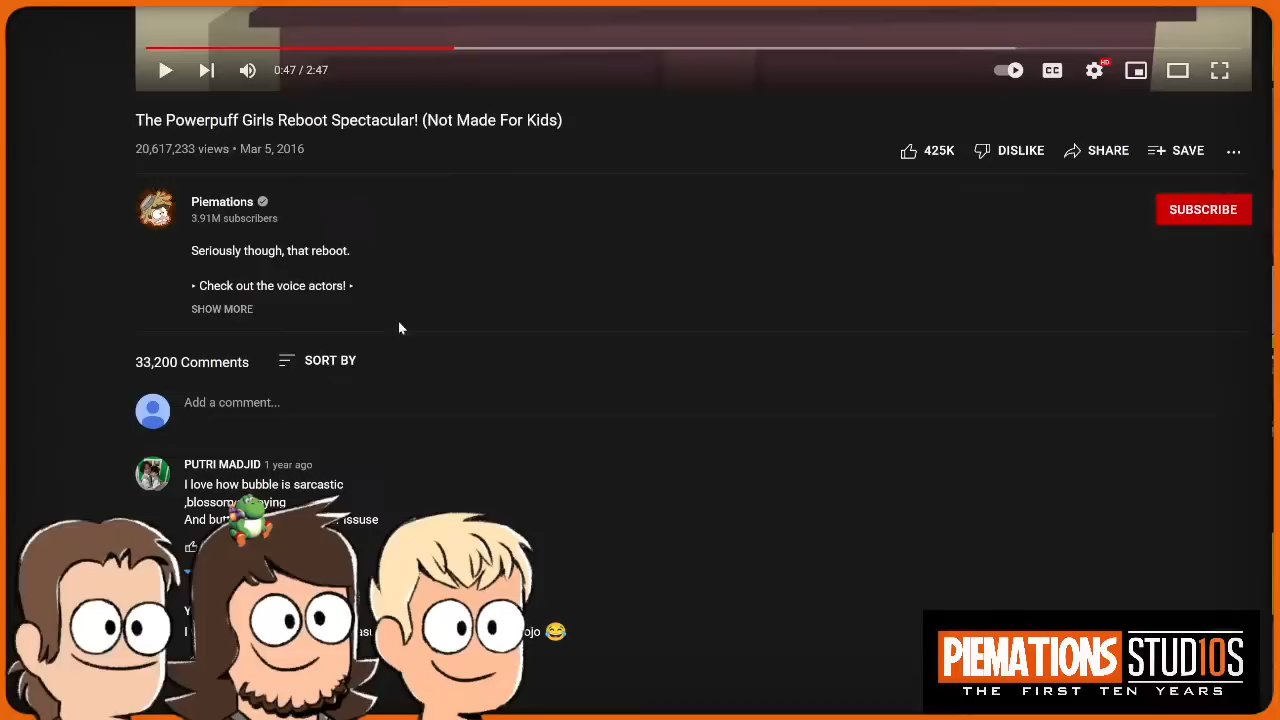 0:47 / 2:47
CC
HD
The Powerpuff Girls Reboot Spectacular! (Not Made For Kids)
20,617,233 views • Mar 5, 2016
425K
DISLIKE
SHARE
SAVE
...
Piemations
3.91M subscribers
SUBSCRIBE
Seriously though, that reboot.
‣ Check out the voice actors! ‣
SHOW MORE
33,200 Comments
SORT BY
Add a comment...
PUTRI MADJID 1 year ago
I love how bubble is sarcastic
,blossom
And issuse
Y
I 😂
PIEMATIONS STUD10S
THE FIRST TEN YEARS